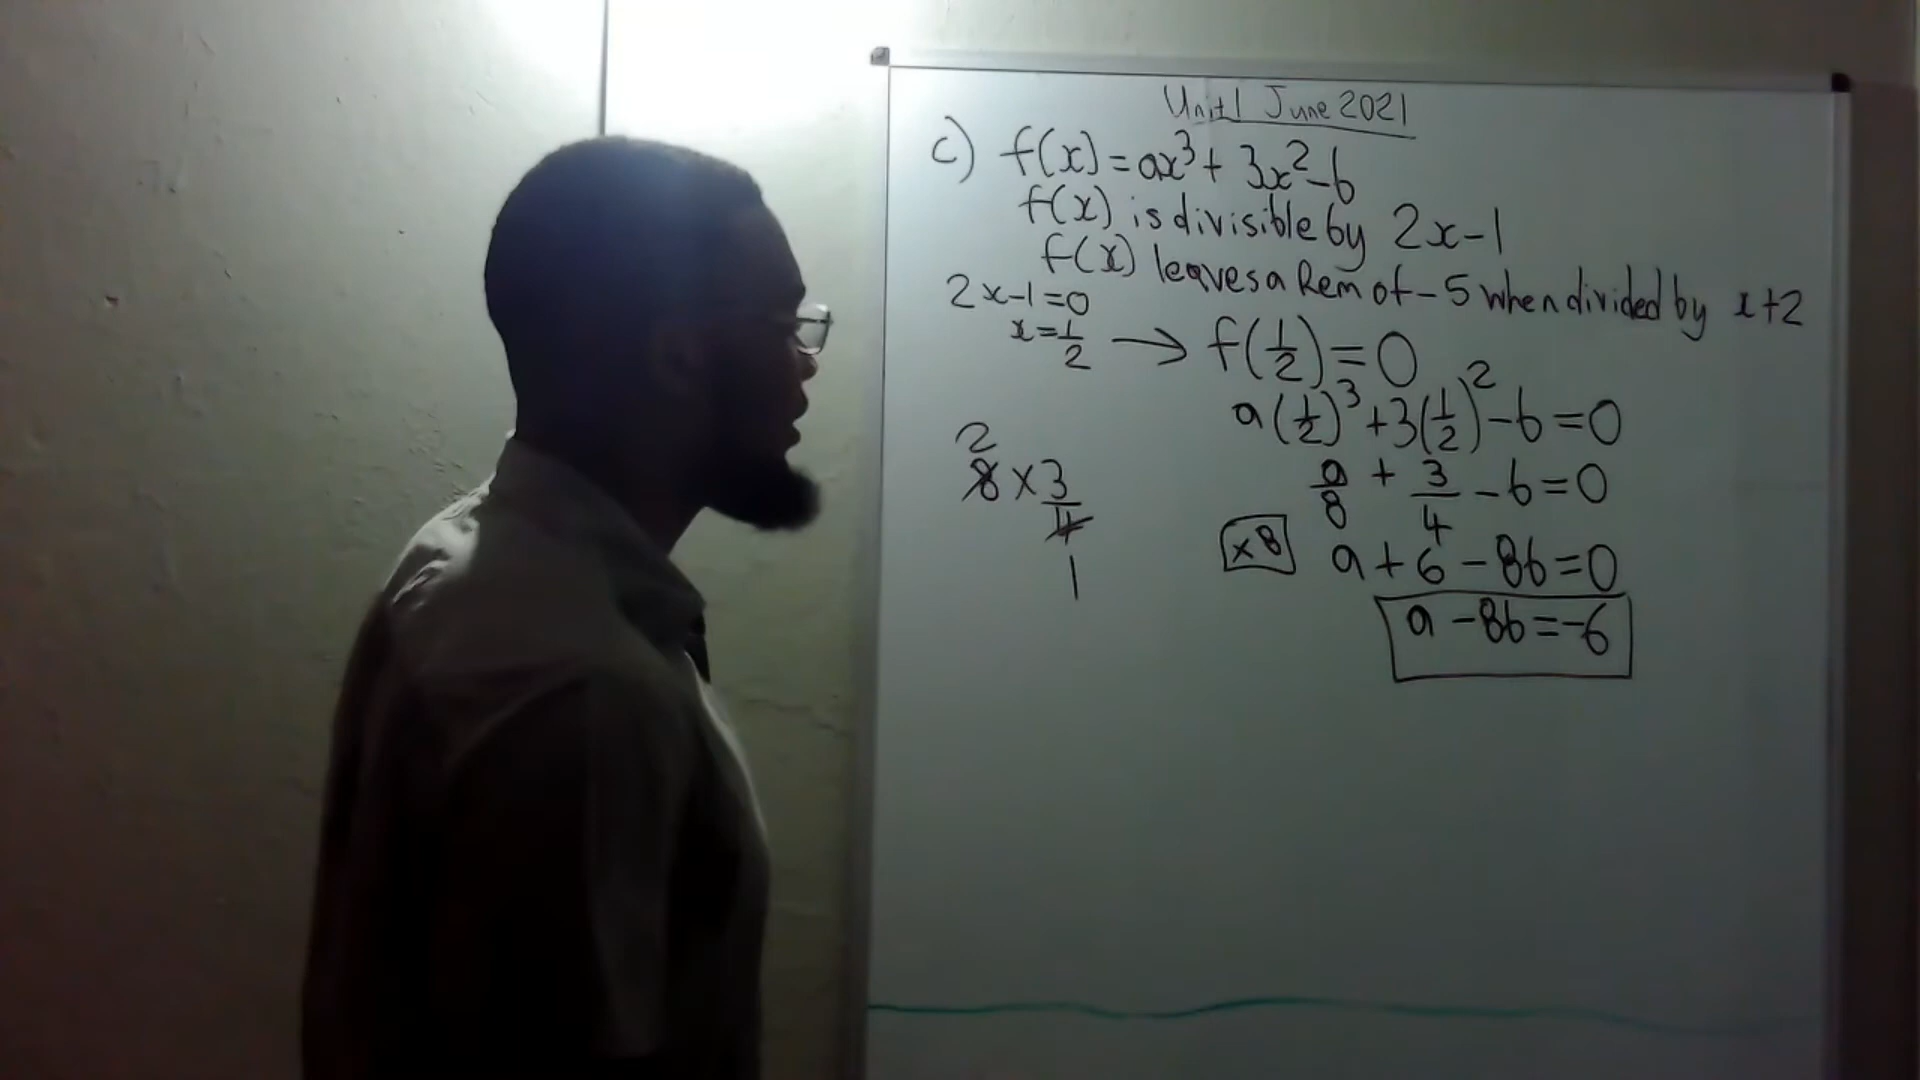 Unit 1 June 2021
c) f(x) = ax³ + 3x² - b
f(x) is divisible by 2x - 1
f(x) leaves a Rem of - 5 when divided by x + 2
2x - 1 = 0
x = 1/2 → f(1/2) = 0
a(1/2)³ + 3(1/2)² - b = 0
a/8 + 3/4 - b = 0
2
8 × 3/4
1
×8 a + 6 - 8b = 0
a - 8b = -6